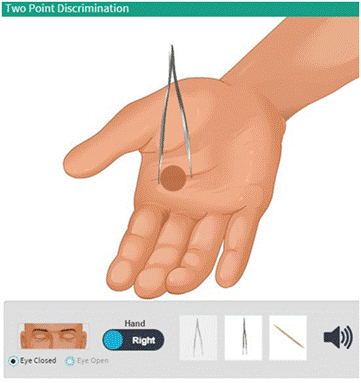 Two Point Discrimination
Hand
Right
Eye Closed
Eye Open